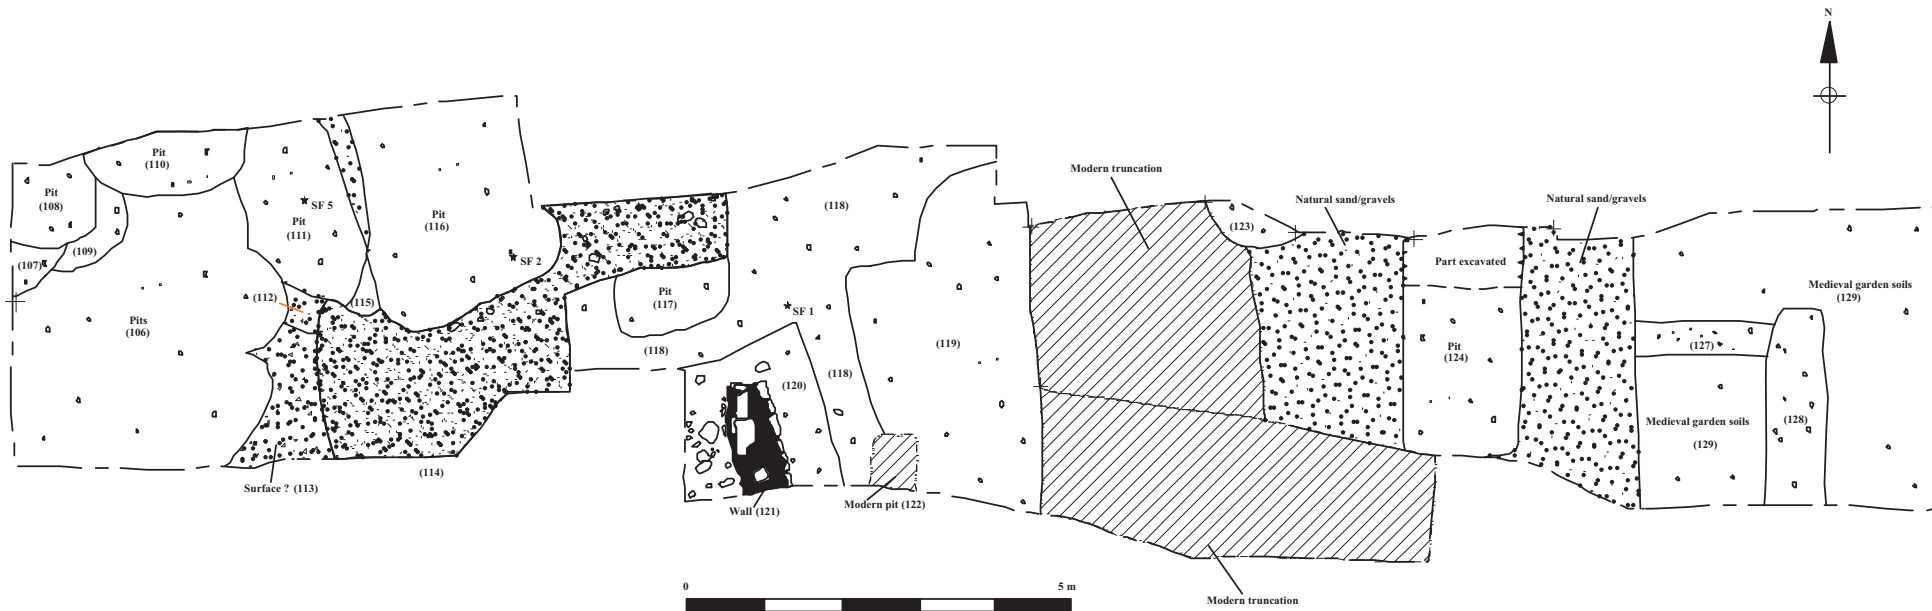 N
Modern truncation
Natural sand/gravels
Natural sand/gravels
Pit
(110)
Pit
(108)
SF 5
Pit
(111)
Pit
(116)
(118)
(123)
(109)
(107)
SF 2
Part excavated
Medieval garden soils
(129)
Pit
(117)
(112)
(115)
SF 1
Pits
(106)
(118)
(119)
Pit
(124)
(127)
(120)
(118)
Medieval garden soils
(129)
(128)
(114)
Surface ? (113)
Wall (121)
Modern pit (122)
0
5 m
Modern truncation